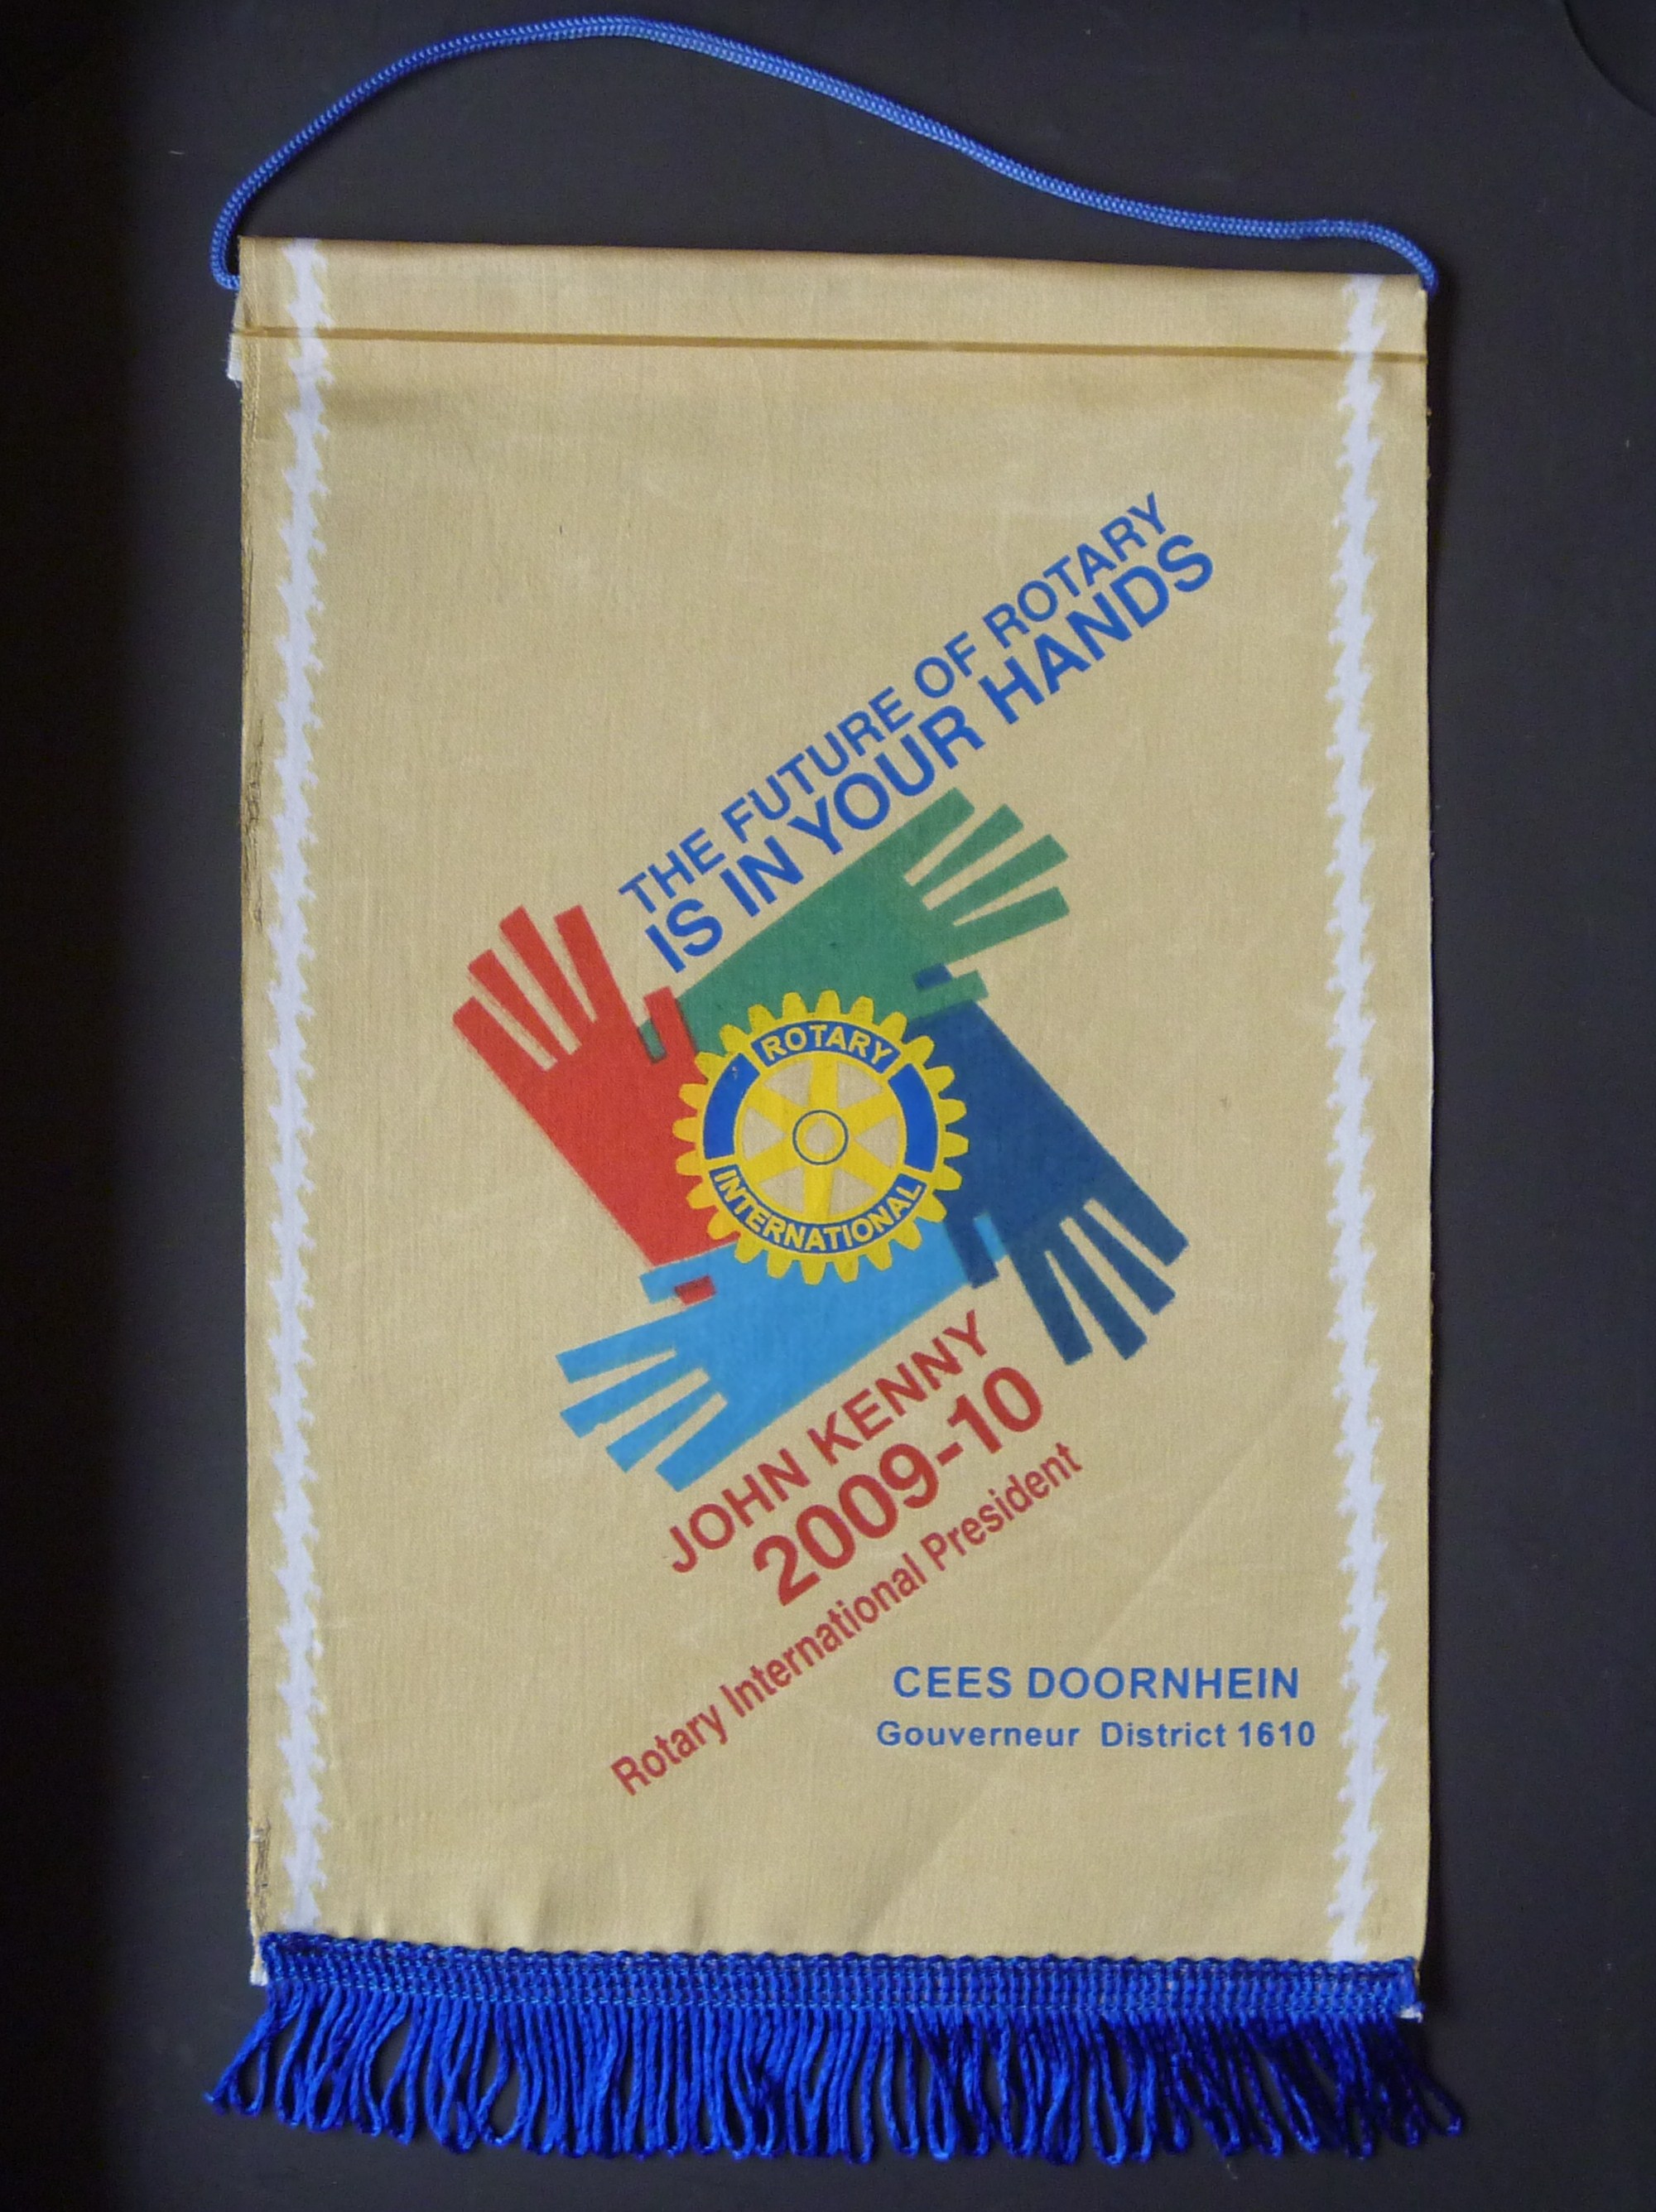 THE FUTURE OF ROTARY
IS IN YOUR HANDS
ROTARY
INTERNATIONAL
JOHN KENNY
2009-10
Rotary International President
CEES DOORNHEIN
Gouverneur District 1610